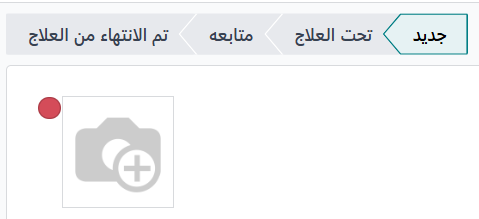 جديد
تحت العلاج
متابعه
تم الانتهاء من العلاج